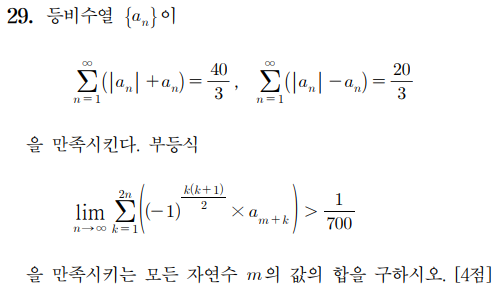 29. 등비수열 {aₙ}이
∑_{n=1}^{∞}(|aₙ|+aₙ)=40/3, ∑_{n=1}^{∞}(|aₙ|-aₙ)=20/3
을 만족시킨다. 부등식
lim_{n→∞} ∑_{k=1}^{2n}((-1)^{k(k+1)/2}×a_{m+k})>1/700
을 만족시키는 모든 자연수 m의 값의 합을 구하시오. [4점]